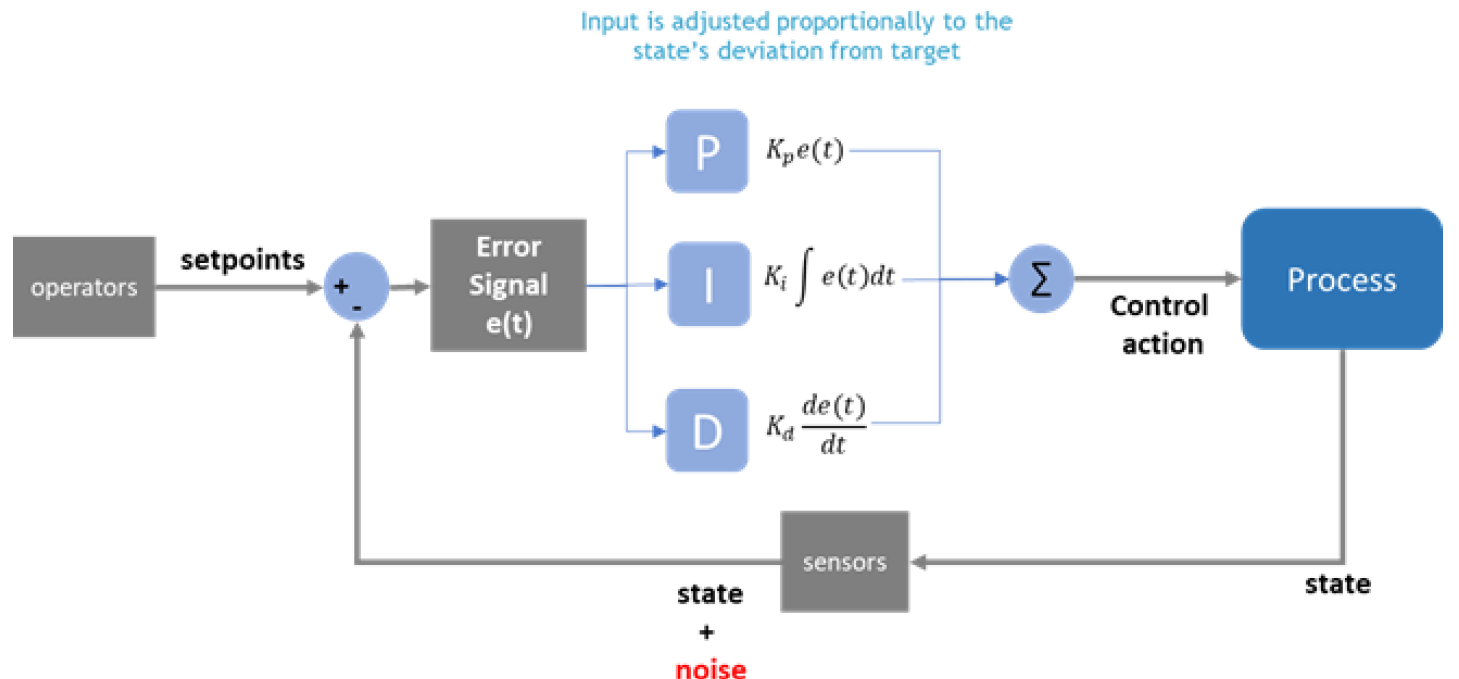 Input is adjusted proportionally to the
state's deviation from target
operators
setpoints
+
-
Error
Signal
e(t)
P
K_p e(t)
I
K_i ∫ e(t)dt
D
K_d de(t)/dt
Σ
Control
action
Process
sensors
state
+
noise
state